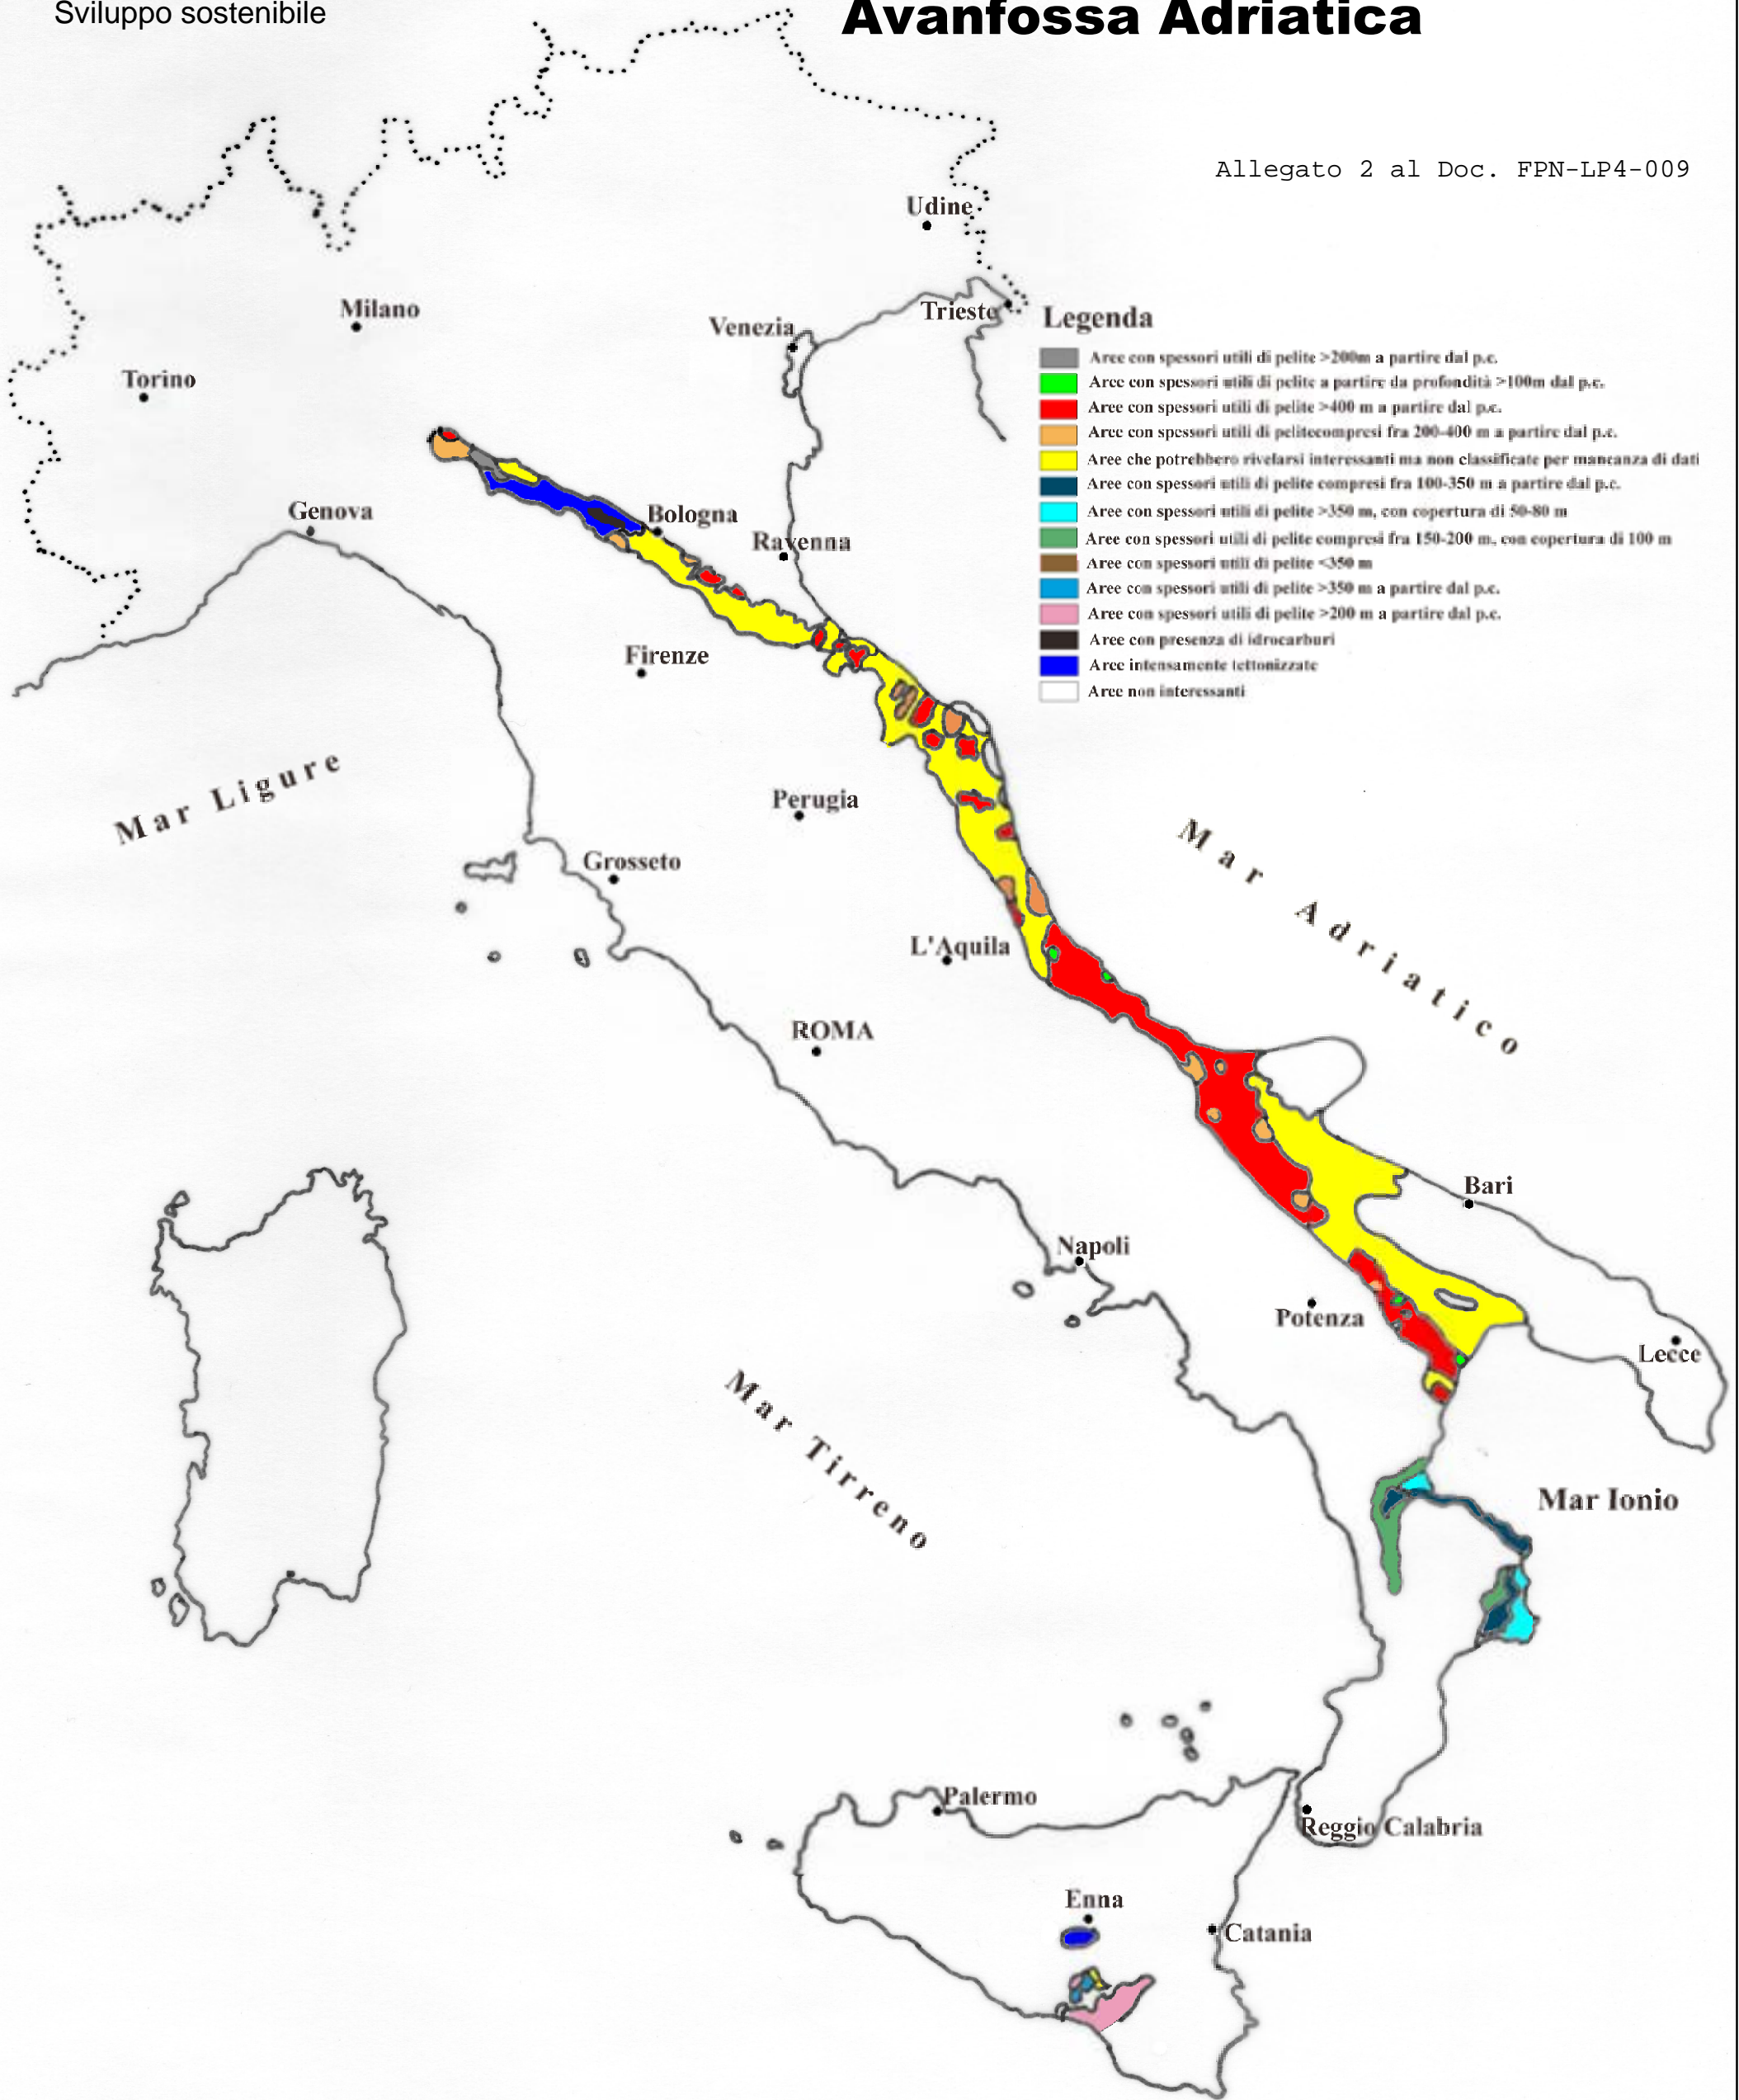 Sviluppo sostenibile
Avanfossa Adriatica
Allegato 2 al Doc. FPN-LP4-009
Udine
Milano
Venezia
Trieste
Torino
Legenda
Aree con spessori utili di pelite >200m a partire dal p.c.
Aree con spessori utili di pelite a partire da profondità >100m dal p.c.
Aree con spessori utili di pelite >400 m a partire dal p.c.
Aree con spessori utili di pelitecompresi fra 200-400 m a partire dal p.c.
Aree che potrebbero rivelarsi interessanti ma non classificate per mancanza di dati
Aree con spessori utili di pelite compresi fra 100-350 m a partire dal p.c.
Aree con spessori utili di pelite >350 m, con copertura di 50-80 m
Aree con spessori utili di pelite compresi fra 150-200 m, con copertura di 100 m
Aree con spessori utili di pelite <350 m
Aree con spessori utili di pelite >350 m a partire dal p.c.
Aree con spessori utili di pelite >200 m a partire dal p.c.
Aree con presenza di idrocarburi
Aree intensamente tettonizzate
Aree non interessanti
Genova
Bologna
Ravenna
Firenze
Mar Ligure
Perugia
Mar Adriatico
Grosseto
L'Aquila
ROMA
Bari
Napoli
Potenza
Lecce
Mar Tirreno
Mar Ionio
Palermo
Reggio Calabria
Enna
Catania